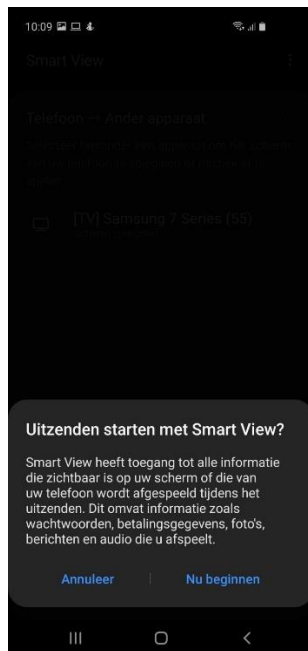 10:09
Smart View
Telefoon → Ander apparaat
[TV] Samsung 7 Series (55)
Uitzenden starten met Smart View?
Smart View heeft toegang tot alle informatie
die zichtbaar is op uw scherm of die van
uw telefoon wordt afgespeeld tijdens het
uitzenden. Dit omvat informatie zoals
wachtwoorden, betalingsgegevens, foto's,
berichten en audio die u afspeelt.
Annuleer
Nu beginnen